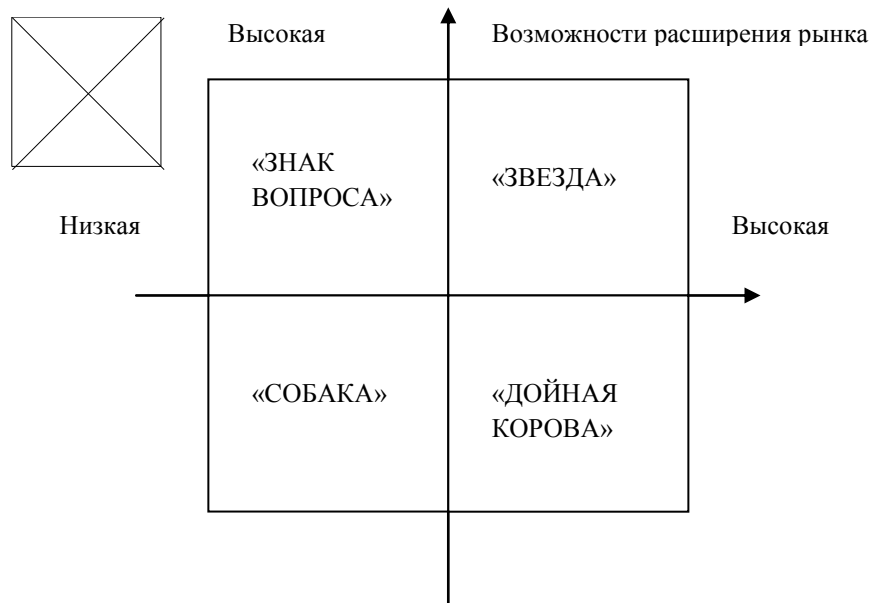 Высокая Возможности расширения рынка
«ЗНАК
ВОПРОСА»
«ЗВЕЗДА»
Низкая Высокая
«СОБАКА»
«ДОЙНАЯ
КОРОВА»